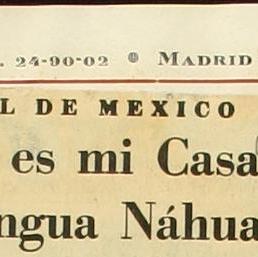 . 24-90-02 ● MADRID
L DE MEXICO
es mi Casa
ngua Náhua